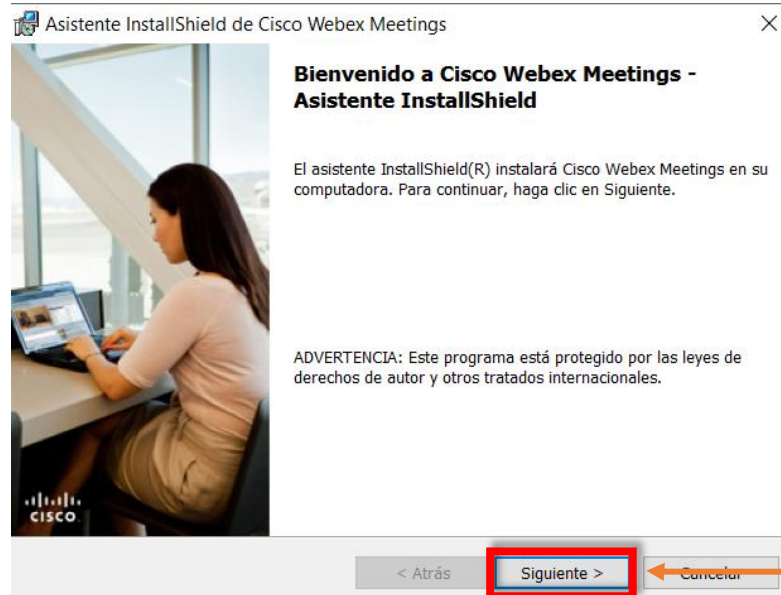 Asistente InstallShield de Cisco Webex Meetings
Bienvenido a Cisco Webex Meetings -
Asistente InstallShield
El asistente InstallShield(R) instalará Cisco Webex Meetings en su
computadora. Para continuar, haga clic en Siguiente.
ADVERTENCIA: Este programa está protegido por las leyes de
derechos de autor y otros tratados internacionales.
CISCO
< Atrás
Siguiente >
Cancelar